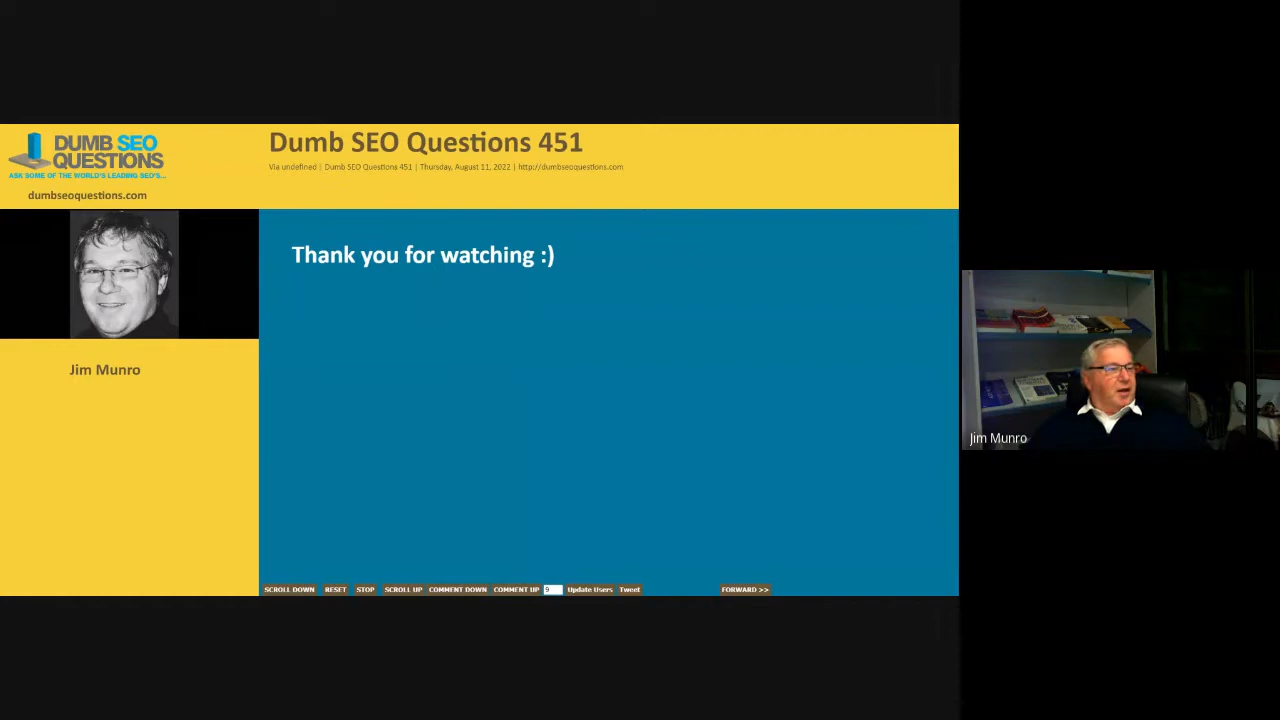 DUMB SEO
QUESTIONS
ASK SOME OF THE WORLD'S LEADING SEO'S...
dumbseoquestions.com
Dumb SEO Questions 451
Via undefined | Dumb SEO Questions 451 | Thursday, August 11, 2022 | http://dumbseoquestions.com
Jim Munro
Thank you for watching :)
SCROLL DOWN RESET STOP SCROLL UP COMMENT DOWN COMMENT UP 9 Update Users Tweet FORWARD >>
Jim Munro